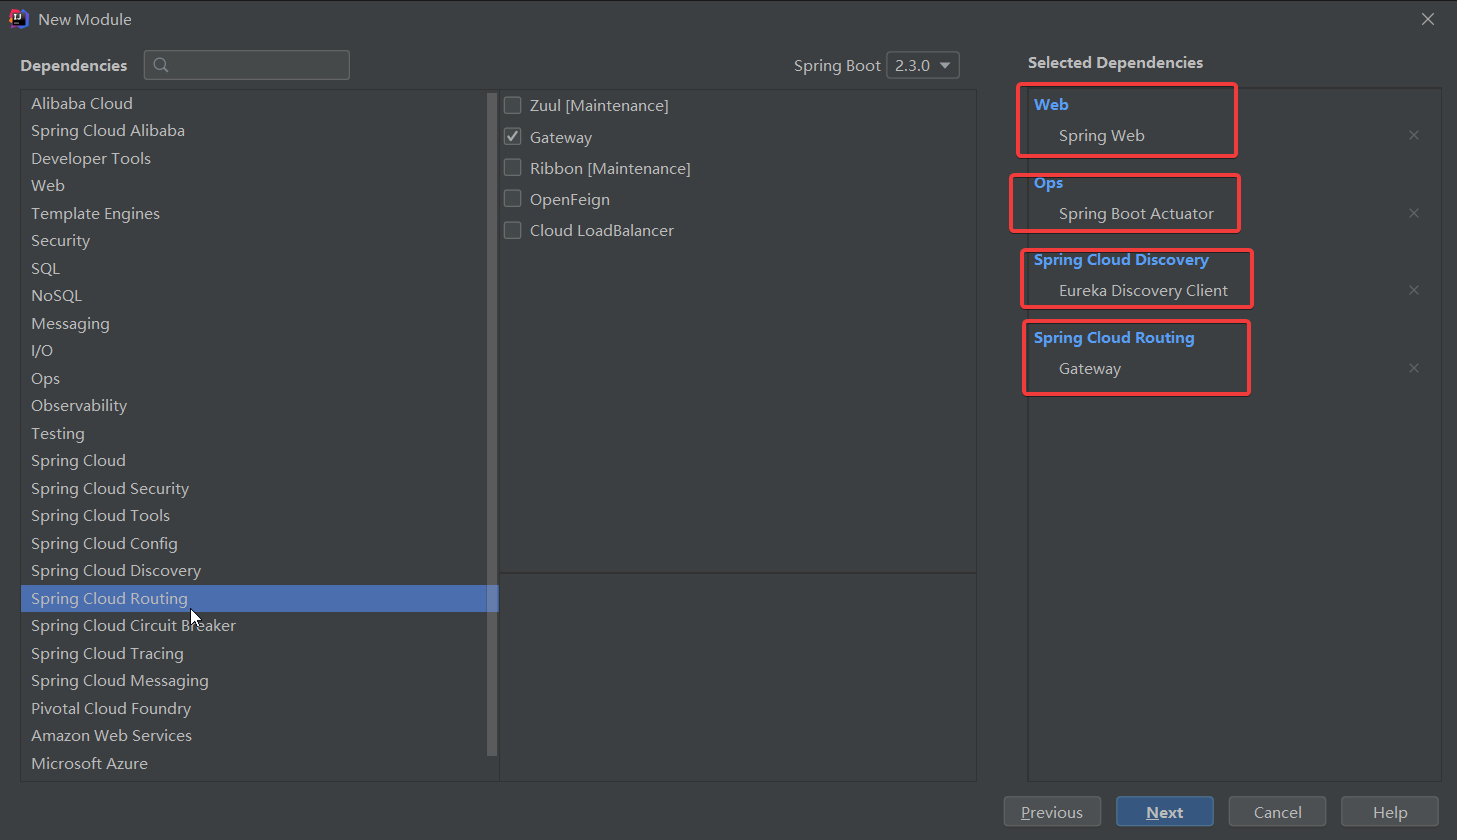 New Module
Dependencies
Spring Boot 2.3.0
Selected Dependencies
Alibaba Cloud
Spring Cloud Alibaba
Developer Tools
Web
Template Engines
Security
SQL
NoSQL
Messaging
I/O
Ops
Observability
Testing
Spring Cloud
Spring Cloud Security
Spring Cloud Tools
Spring Cloud Config
Spring Cloud Discovery
Spring Cloud Routing
Spring Cloud Circuit Breaker
Spring Cloud Tracing
Spring Cloud Messaging
Pivotal Cloud Foundry
Amazon Web Services
Microsoft Azure
Zuul [Maintenance]
Gateway
Ribbon [Maintenance]
OpenFeign
Cloud LoadBalancer
Web
Spring Web
Ops
Spring Boot Actuator
Spring Cloud Discovery
Eureka Discovery Client
Spring Cloud Routing
Gateway
Previous
Next
Cancel
Help